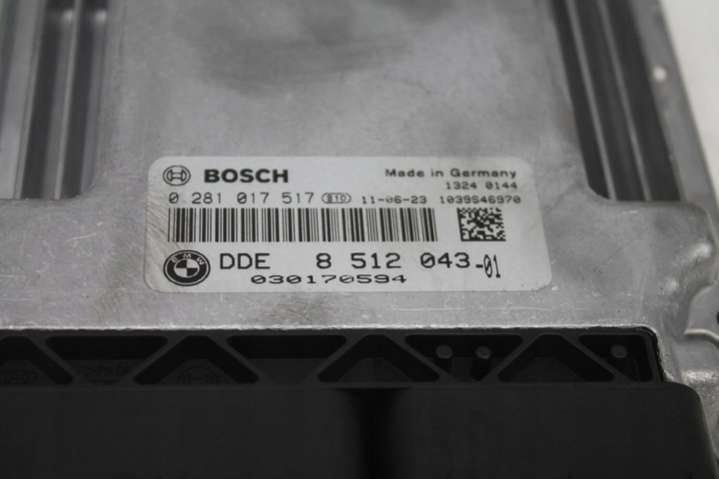 BOSCH Made in Germany
1324 0144
0 281 017 517 11-06-23 1039S46970
BMW DDE 8 512 043-01
030170594